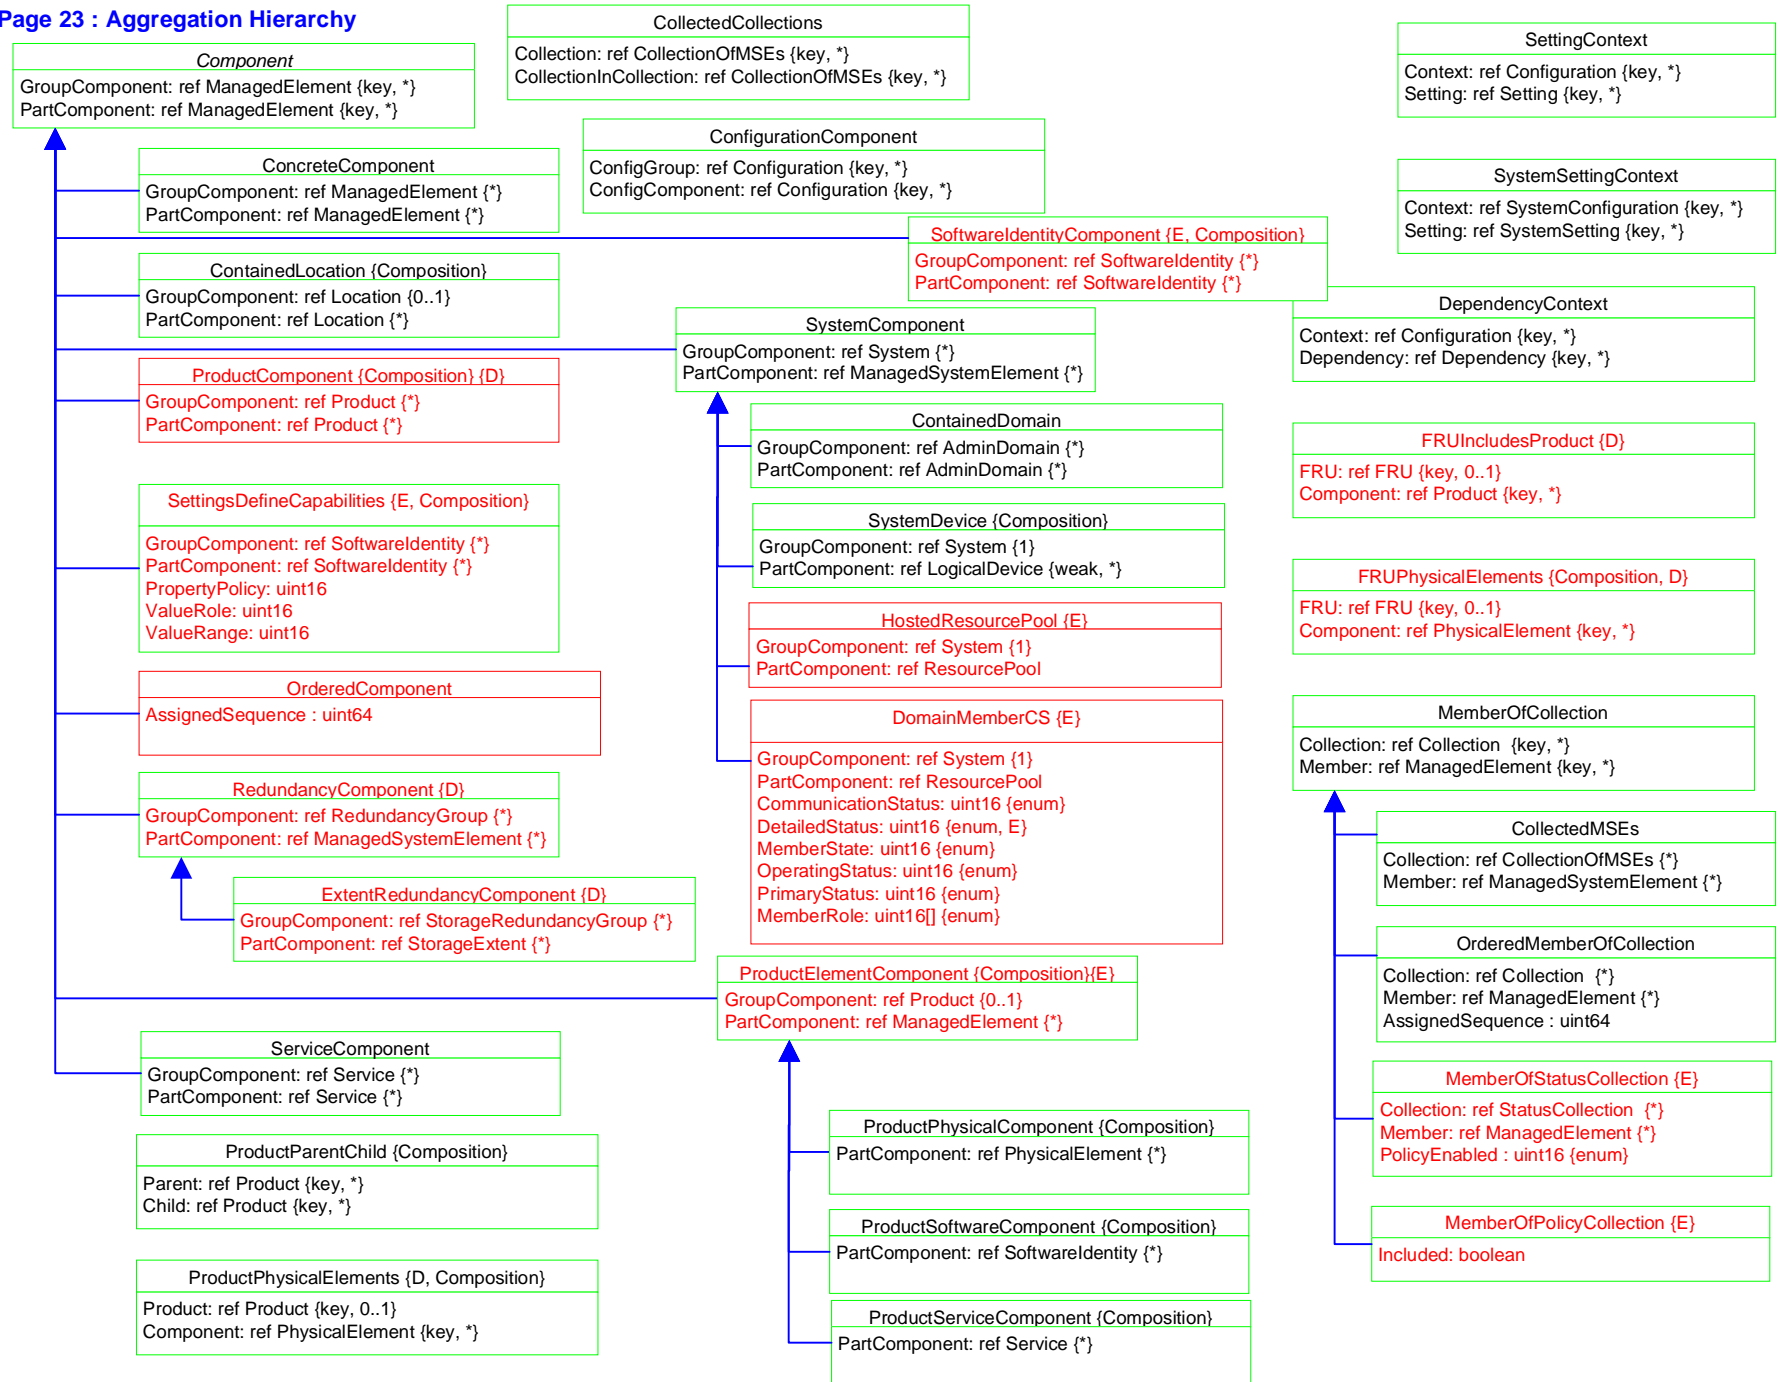 Page 23 : Aggregation Hierarchy
Component
GroupComponent: ref ManagedElement {key, *}
PartComponent: ref ManagedElement {key, *}
ConcreteComponent
GroupComponent: ref ManagedElement {*}
PartComponent: ref ManagedElement {*}
ContainedLocation {Composition}
GroupComponent: ref Location {0..1}
PartComponent: ref Location {*}
ProductComponent {Composition} {D}
GroupComponent: ref Product {*}
PartComponent: ref Product {*}
SettingsDefineCapabilities {E, Composition}
GroupComponent: ref SoftwareIdentity {*}
PartComponent: ref SoftwareIdentity {*}
PropertyPolicy: uint16
ValueRole: uint16
ValueRange: uint16
OrderedComponent
AssignedSequence : uint64
RedundancyComponent {D}
GroupComponent: ref RedundancyGroup {*}
PartComponent: ref ManagedSystemElement {*}
ExtentRedundancyComponent {D}
GroupComponent: ref StorageRedundancyGroup {*}
PartComponent: ref StorageExtent {*}
ServiceComponent
GroupComponent: ref Service {*}
PartComponent: ref Service {*}
ProductParentChild {Composition}
Parent: ref Product {key, *}
Child: ref Product {key, *}
ProductPhysicalElements {D, Composition}
Product: ref Product {key, 0..1}
Component: ref PhysicalElement {key, *}
CollectedCollections
Collection: ref CollectionOfMSEs {key, *}
CollectionInCollection: ref CollectionOfMSEs {key, *}
ConfigurationComponent
ConfigGroup: ref Configuration {key, *}
ConfigComponent: ref Configuration {key, *}
SoftwareIdentityComponent {E, Composition}
GroupComponent: ref SoftwareIdentity {*}
PartComponent: ref SoftwareIdentity {*}
SystemComponent
GroupComponent: ref System {*}
PartComponent: ref ManagedSystemElement {*}
ContainedDomain
GroupComponent: ref AdminDomain {*}
PartComponent: ref AdminDomain {*}
SystemDevice {Composition}
GroupComponent: ref System {1}
PartComponent: ref LogicalDevice {weak, *}
HostedResourcePool {E}
GroupComponent: ref System {1}
PartComponent: ref ResourcePool
DomainMemberCS {E}
GroupComponent: ref System {1}
PartComponent: ref ResourcePool
CommunicationStatus: uint16 {enum}
DetailedStatus: uint16 {enum, E}
MemberState: uint16 {enum}
OperatingStatus: uint16 {enum}
PrimaryStatus: uint16 {enum}
MemberRole: uint16[] {enum}
ProductElementComponent {Composition}{E}
GroupComponent: ref Product {0..1}
PartComponent: ref ManagedElement {*}
ProductPhysicalComponent {Composition}
PartComponent: ref PhysicalElement {*}
ProductSoftwareComponent {Composition}
PartComponent: ref SoftwareIdentity {*}
ProductServiceComponent {Composition}
PartComponent: ref Service {*}
SettingContext
Context: ref Configuration {key, *}
Setting: ref Setting {key, *}
SystemSettingContext
Context: ref SystemConfiguration {key, *}
Setting: ref SystemSetting {key, *}
DependencyContext
Context: ref Configuration {key, *}
Dependency: ref Dependency {key, *}
FRUIncludesProduct {D}
FRU: ref FRU {key, 0..1}
Component: ref Product {key, *}
FRUPhysicalElements {Composition, D}
FRU: ref FRU {key, 0..1}
Component: ref PhysicalElement {key, *}
MemberOfCollection
Collection: ref Collection {key, *}
Member: ref ManagedElement {key, *}
CollectedMSEs
Collection: ref CollectionOfMSEs {*}
Member: ref ManagedSystemElement {*}
OrderedMemberOfCollection
Collection: ref Collection {*}
Member: ref ManagedElement {*}
AssignedSequence : uint64
MemberOfStatusCollection {E}
Collection: ref StatusCollection {*}
Member: ref ManagedElement {*}
PolicyEnabled : uint16 {enum}
MemberOfPolicyCollection {E}
Included: boolean